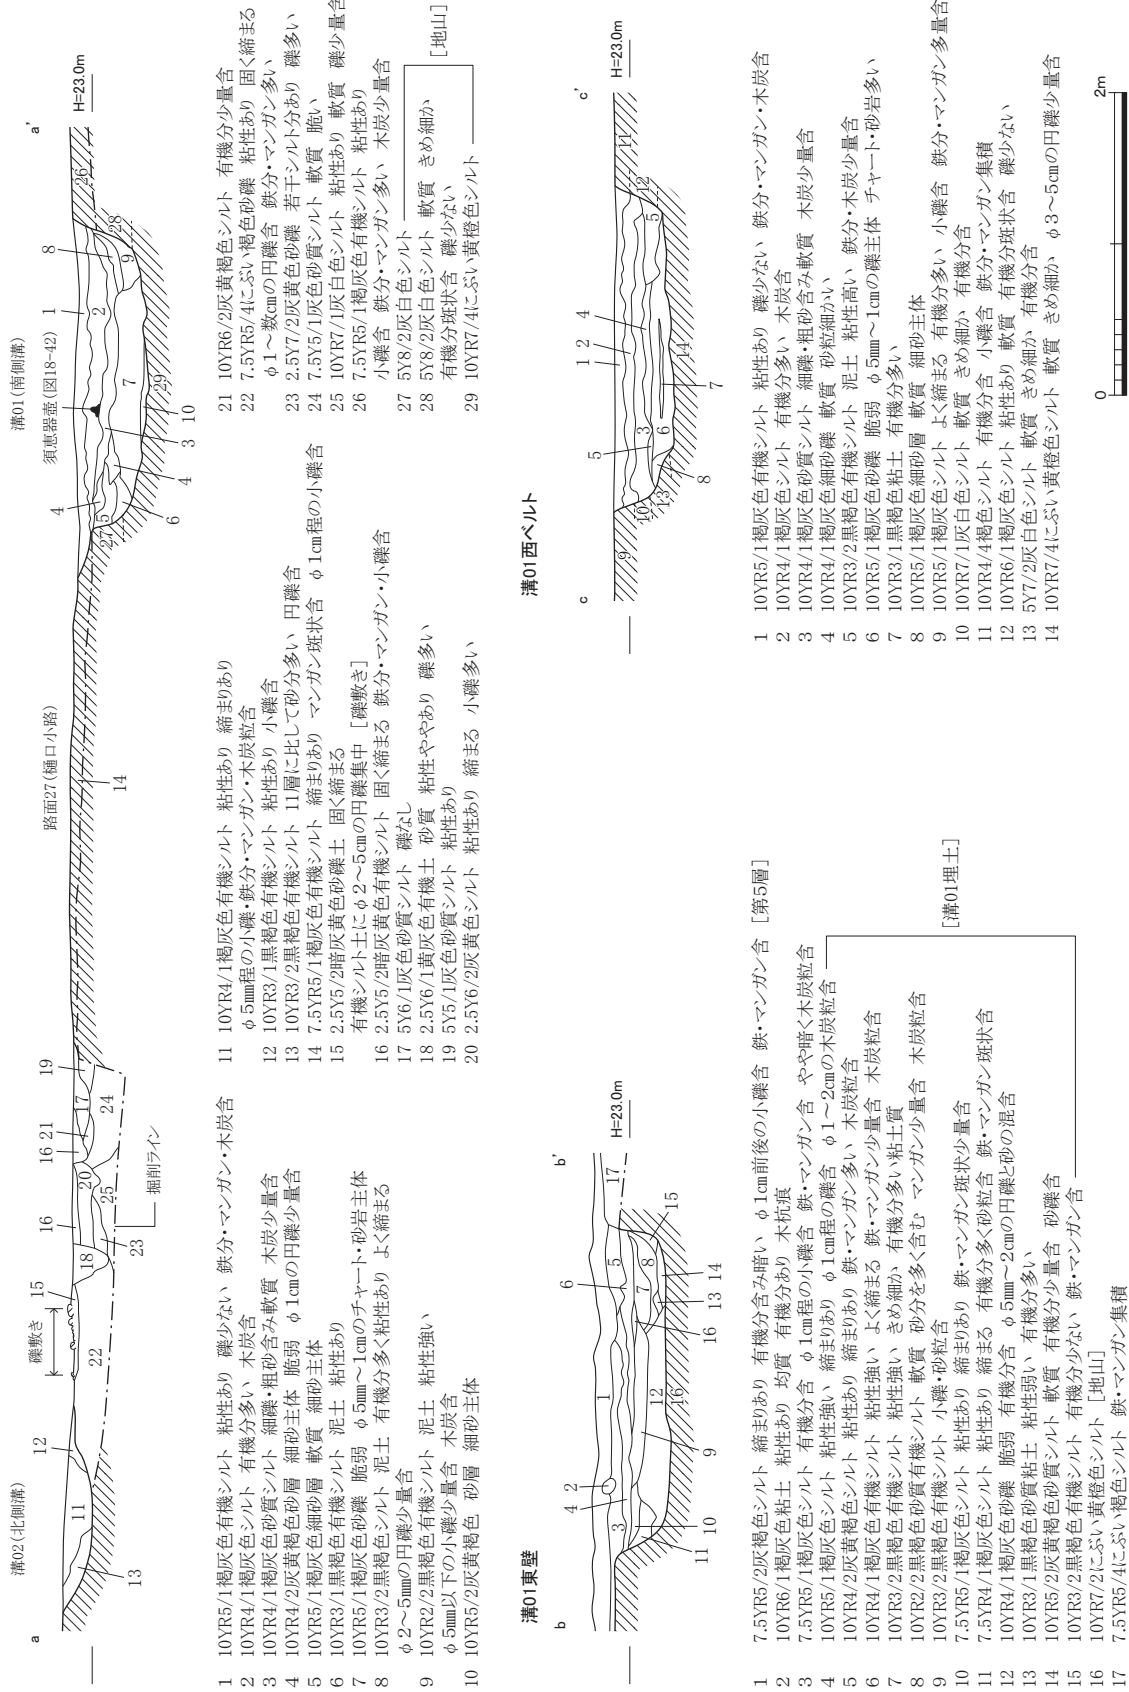 溝02(北側溝)
路面27(樋口小路)
溝01(南側溝)
須恵器壺(図18-42)
a
a'
H=23.0m
礫敷き
掘削ライン
11
12
13
15
22
18
16
23
20
25
16
21
17
24
19
14
27
5
4
6
4
3
10
29
7
2
1
8
9
28
26
1 10YR5/1褐灰色有機シルト 粘性あり 礫少ない 鉄分・マンガン・木炭含
2 10YR4/1褐灰色シルト 有機分多い 木炭含
3 10YR4/1褐灰色砂質シルト 細礫・粗砂含み軟質 木炭少量含
4 10YR4/2灰黄褐色砂層 細砂主体 脆弱 φ1cmの円礫少量含
5 10YR5/1褐灰色細砂層 軟質 細砂主体
6 10YR3/1黒褐色有機シルト 泥土 粘性あり
7 10YR5/1褐灰色砂礫 脆弱 φ5mm～1cmのチャート・砂岩主体
8 10YR3/2黒褐色シルト 泥土 有機分多く粘性あり よく締まる
φ2～5mmの円礫少量含
9 10YR2/2黒褐色有機シルト 泥土 粘性強い
φ5mm以下の小礫少量含 木炭含
10 10YR5/2灰黄褐色 砂層 細砂主体
11 10YR4/1褐灰色有機シルト 粘性あり 締まりあり
φ5mm程の小礫・鉄分・マンガン・木炭粒含
12 10YR3/1黒褐色有機シルト 粘性あり 小礫含
13 10YR3/2黒褐色有機シルト 11層に比して砂分多い 円礫含
14 7.5YR5/1褐灰色有機シルト 締まりあり マンガン斑状含 φ1cm程の小礫含
15 2.5Y5/2暗灰黄色砂礫土 固く締まる
有機シルト土にφ2～5cmの円礫集中 [礫敷き]
16 2.5Y5/2暗灰黄色有機シルト 固く締まる 鉄分・マンガン・小礫含
17 5Y6/1灰色砂質シルト 礫なし
18 2.5Y6/1黄灰色有機土 砂質 粘性ややあり 礫多い
19 5Y5/1灰色砂質シルト 粘性あり
20 2.5Y6/2灰黄色シルト 粘性あり 締まる 小礫多い
21 10YR6/2灰黄褐色シルト 有機分少量含
22 7.5YR5/4にぶい褐色砂礫 粘性あり 固く締まる
φ1～数cmの円礫含 鉄分・マンガン多い
23 2.5Y7/2灰黄色砂礫 若干シルト分あり 礫多い
24 7.5Y5/1灰色砂質シルト 軟質 脆い
25 10YR7/1灰白色シルト 粘性あり 軟質 礫少量含
26 7.5YR5/1褐灰色有機シルト 粘性あり
小礫含 鉄分・マンガン多い 木炭少量含
27 5Y8/2灰白色シルト
28 5Y8/2灰白色シルト 軟質 きめ細か
有機分斑状含 礫少ない
29 10YR7/4にぶい黄橙色シルト
[地山]
溝01東壁
b
b'
H=23.0m
4
2
6
1
3
5
7
8
17
15
11
10
9
12
16
16
13
14
溝01西ベルト
c
c'
H=23.0m
9
10
13
5
3
6
8
1
2
4
7
14
5
12
11
1 7.5YR5/2灰褐色シルト 締まりあり 有機分含み暗い φ1cm前後の小礫含 鉄・マンガン含 [第5層]
2 10YR6/1褐灰色粘土 粘性あり 均質 有機分あり 木杭痕
3 7.5YR5/1褐灰色シルト 有機分含 φ1cm程の小礫含 鉄・マンガン含 やや暗く木炭粒含
4 10YR5/1褐灰色シルト 粘性強い 締まりあり φ1cm程の礫含 φ1～2cmの木炭粒含
5 10YR4/2灰黄褐色シルト 粘性あり 締まりあり 鉄・マンガン多い 木炭粒含
6 10YR4/1褐灰色有機シルト 粘性強い よく締まる 鉄・マンガン少量含 木炭粒含
7 10YR3/2黒褐色有機シルト 粘性強い きめ細か 有機分多い粘土質
8 10YR2/2黒褐色砂質有機シルト 軟質 砂分を多く含む マンガン少量含 木炭粒含
9 10YR3/2黒褐色有機シルト 小礫・砂粒含
10 7.5YR5/1褐灰色シルト 粘性あり 締まりあり 鉄・マンガン斑状少量含
11 7.5YR4/1褐灰色シルト 粘性あり 締まる 有機分多く砂粒含 鉄・マンガン斑状含
12 10YR4/1褐灰色砂礫 脆弱 有機分含 φ5mm～2cmの円礫と砂の混合
13 10YR3/1黒褐色砂質粘土 粘性弱い 有機分多い
14 10YR5/2灰黄褐色砂質シルト 軟質 有機分少量含 砂礫含
15 10YR3/2黒褐色有機シルト 有機分少ない 鉄・マンガン含
16 10YR7/2にぶい黄橙色シルト [地山]
17 7.5YR5/4にぶい褐色シルト 鉄・マンガン集積
[溝01埋土]
1 10YR5/1褐灰色有機シルト 粘性あり 礫少ない 鉄分・マンガン・木炭含
2 10YR4/1褐灰色シルト 有機分多い 木炭含
3 10YR4/1褐灰色砂質シルト 細礫・粗砂含み軟質 木炭少量含
4 10YR4/1褐灰色細砂礫 軟質 砂粒細かい
5 10YR3/2黒褐色有機シルト 泥土 粘性高い 鉄分・木炭少量含
6 10YR5/1褐灰色砂礫 脆弱 φ5mm～1cmの礫主体 チャート・砂岩多い
7 10YR3/1黒褐色粘土 有機分多い
8 10YR5/1褐灰色細砂層 軟質 細砂主体
9 10YR5/1褐灰色シルト よく締まる 有機分多い 小礫含 鉄分・マンガン多量含
10 10YR7/1灰白色シルト 軟質 きめ細か 有機分含
11 10YR4/4褐色シルト 有機分含 小礫含 鉄分・マンガン集積
12 10YR6/1褐灰色シルト 粘性あり 軟質 有機分斑状含 礫少ない
13 5Y7/2灰白色シルト 軟質 きめ細か 有機分含
14 10YR7/4にぶい黄橙色シルト 軟質 きめ細か φ3～5cmの円礫少量含
0
2m